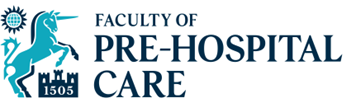 FACULTY OF
PRE-HOSPITAL
CARE
1505